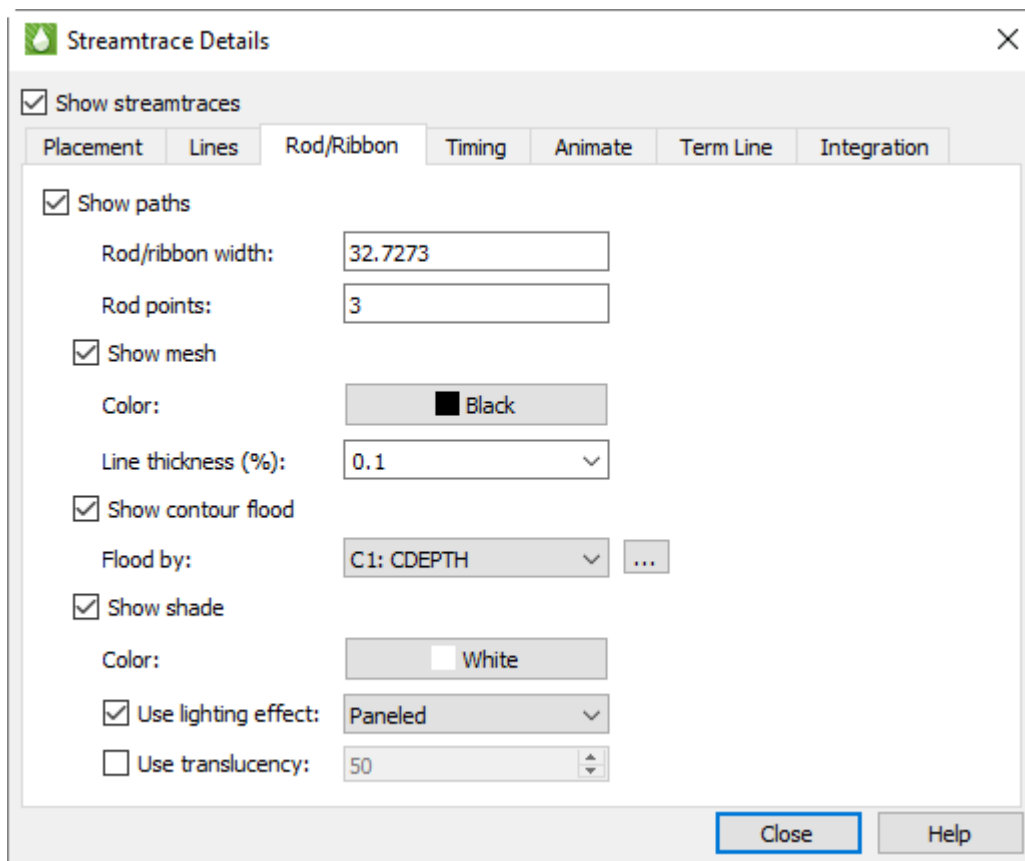 Streamtrace Details
Show streamtraces
Placement Lines Rod/Ribbon Timing Animate Term Line Integration
Show paths
Rod/ribbon width: 32.7273
Rod points: 3
Show mesh
Color: Black
Line thickness (%): 0.1
Show contour flood
Flood by: C1: CDEPTH ...
Show shade
Color: White
Use lighting effect: Paneled
Use translucency: 50
Close Help